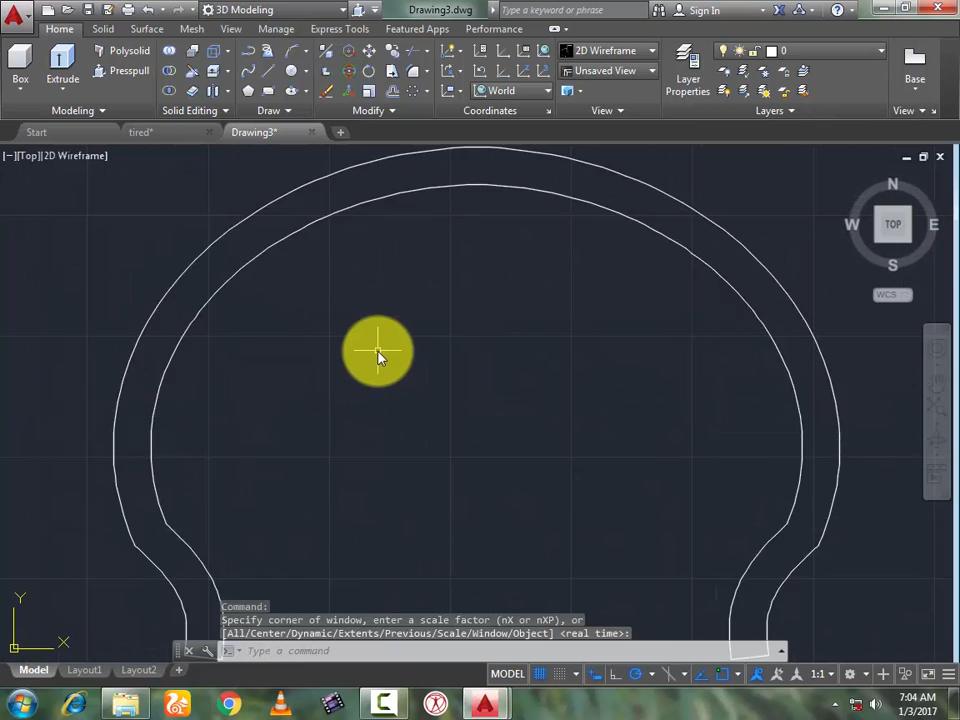 3D Modeling
Drawing3.dwg
Type a keyword or phrase
Sign In
Home Solid Surface Mesh Manage Express Tools Featured Apps Performance
Box
Extrude
Polysolid
Presspull
2D Wireframe
Unsaved View
World
Layer
Properties
0
Base
Modeling
Solid Editing
Draw
Modify
Coordinates
View
Layers
View
Start
tired*
Drawing3*
[−][Top][2D Wireframe]
N
W
TOP
E
S
WCS
Y
X
Command:
Specify corner of window, enter a scale factor (nX or nXP), or
[All/Center/Dynamic/Extents/Previous/Scale/Window/Object] <real time>:
Type a command
Model
Layout1
Layout2
MODEL
1:1
7:04 AM
1/3/2017